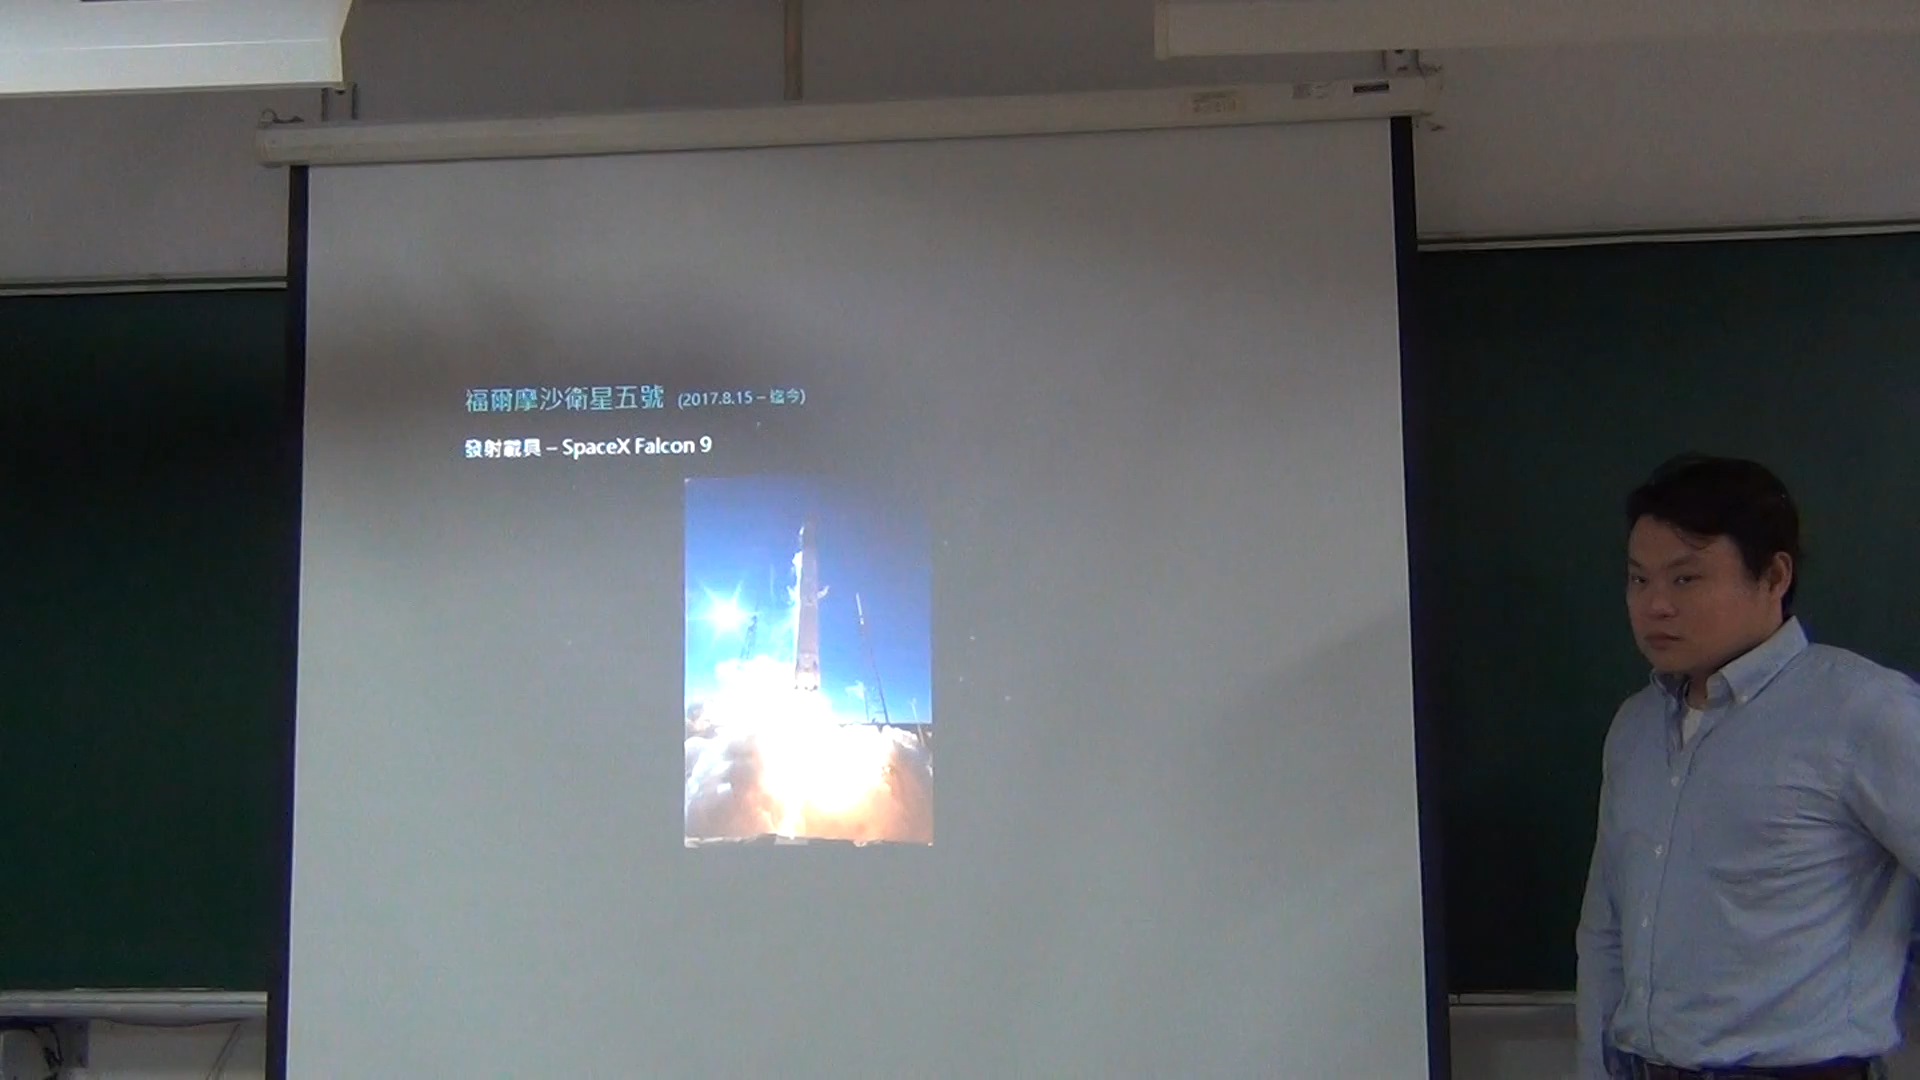 福爾摩沙衛星五號 (2017.8.15 – 迄今)
發射載具 – SpaceX Falcon 9